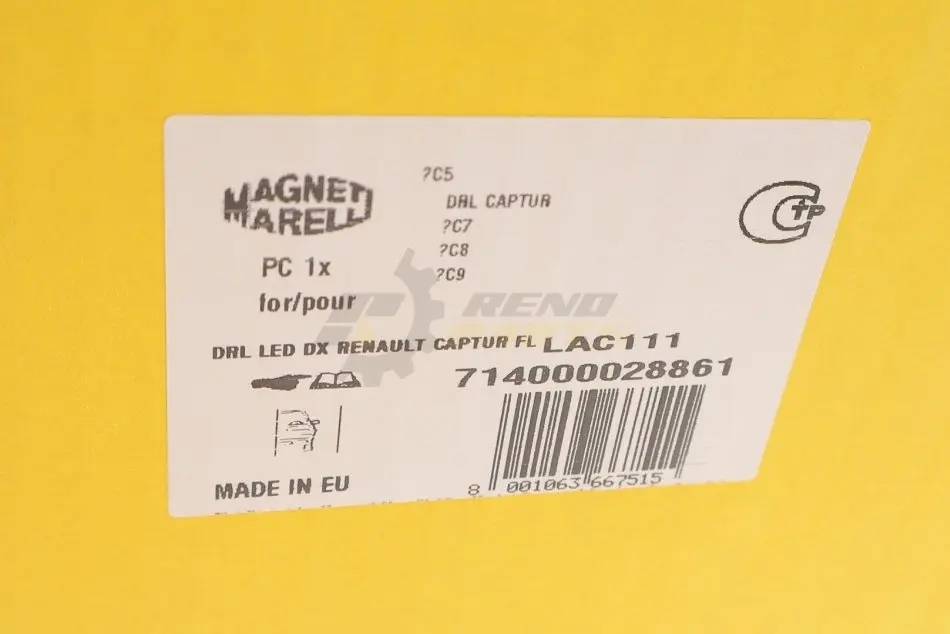 MAGNETI
MARELLI
?C5
DRL CAPTUR
?C7
?C8
?C9
PC 1x
for/pour
RENO
PARTS
DRL LED DX RENAULT CAPTUR FL LAC111
714000028861
MADE IN EU
8 001063 667515